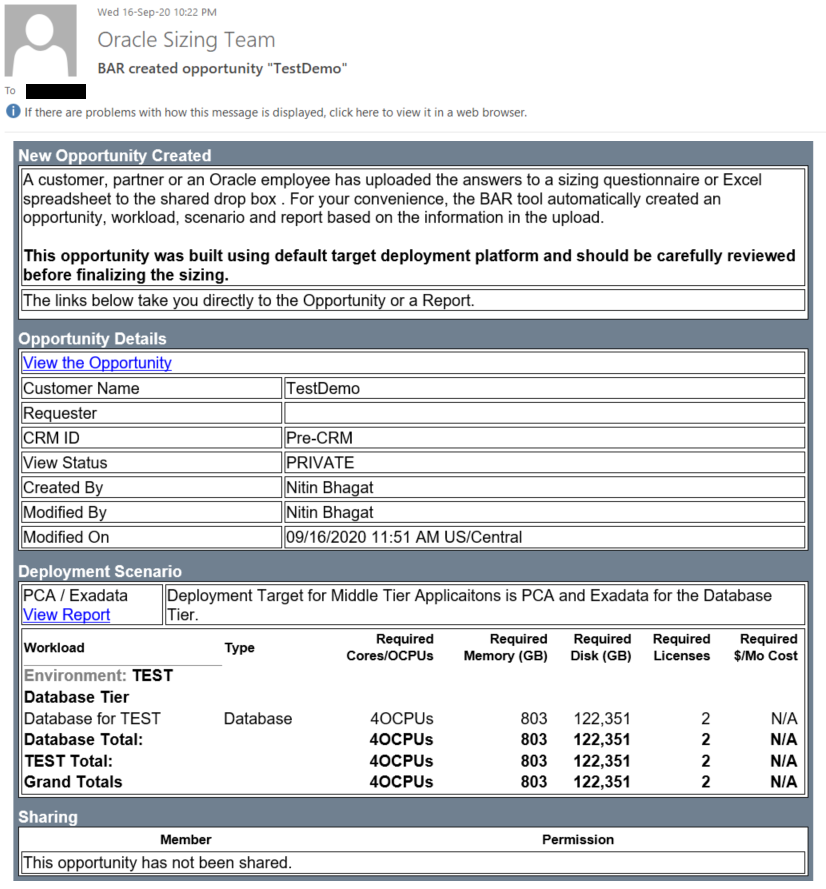 Wed 16-Sep-20 10:22 PM
Oracle Sizing Team
BAR created opportunity "TestDemo"
To
If there are problems with how this message is displayed, click here to view it in a web browser.
New Opportunity Created
A customer, partner or an Oracle employee has uploaded the answers to a sizing questionnaire or Excel
spreadsheet to the shared drop box . For your convenience, the BAR tool automatically created an
opportunity, workload, scenario and report based on the information in the upload.
This opportunity was built using default target deployment platform and should be carefully reviewed
before finalizing the sizing.
The links below take you directly to the Opportunity or a Report.
Opportunity Details
View the Opportunity
Customer Name TestDemo
Requester
CRM ID Pre-CRM
View Status PRIVATE
Created By Nitin Bhagat
Modified By Nitin Bhagat
Modified On 09/16/2020 11:51 AM US/Central
Deployment Scenario
PCA / Exadata Deployment Target for Middle Tier Applicaitons is PCA and Exadata for the Database
View Report Tier.
Required Required Required Required Required
Workload Type Cores/OCPUs Memory (GB) Disk (GB) Licenses $/Mo Cost
Environment: TEST
Database Tier
Database for TEST Database 4OCPUs 803 122,351 2 N/A
Database Total: 4OCPUs 803 122,351 2 N/A
TEST Total: 4OCPUs 803 122,351 2 N/A
Grand Totals 4OCPUs 803 122,351 2 N/A
Sharing
Member Permission
This opportunity has not been shared.